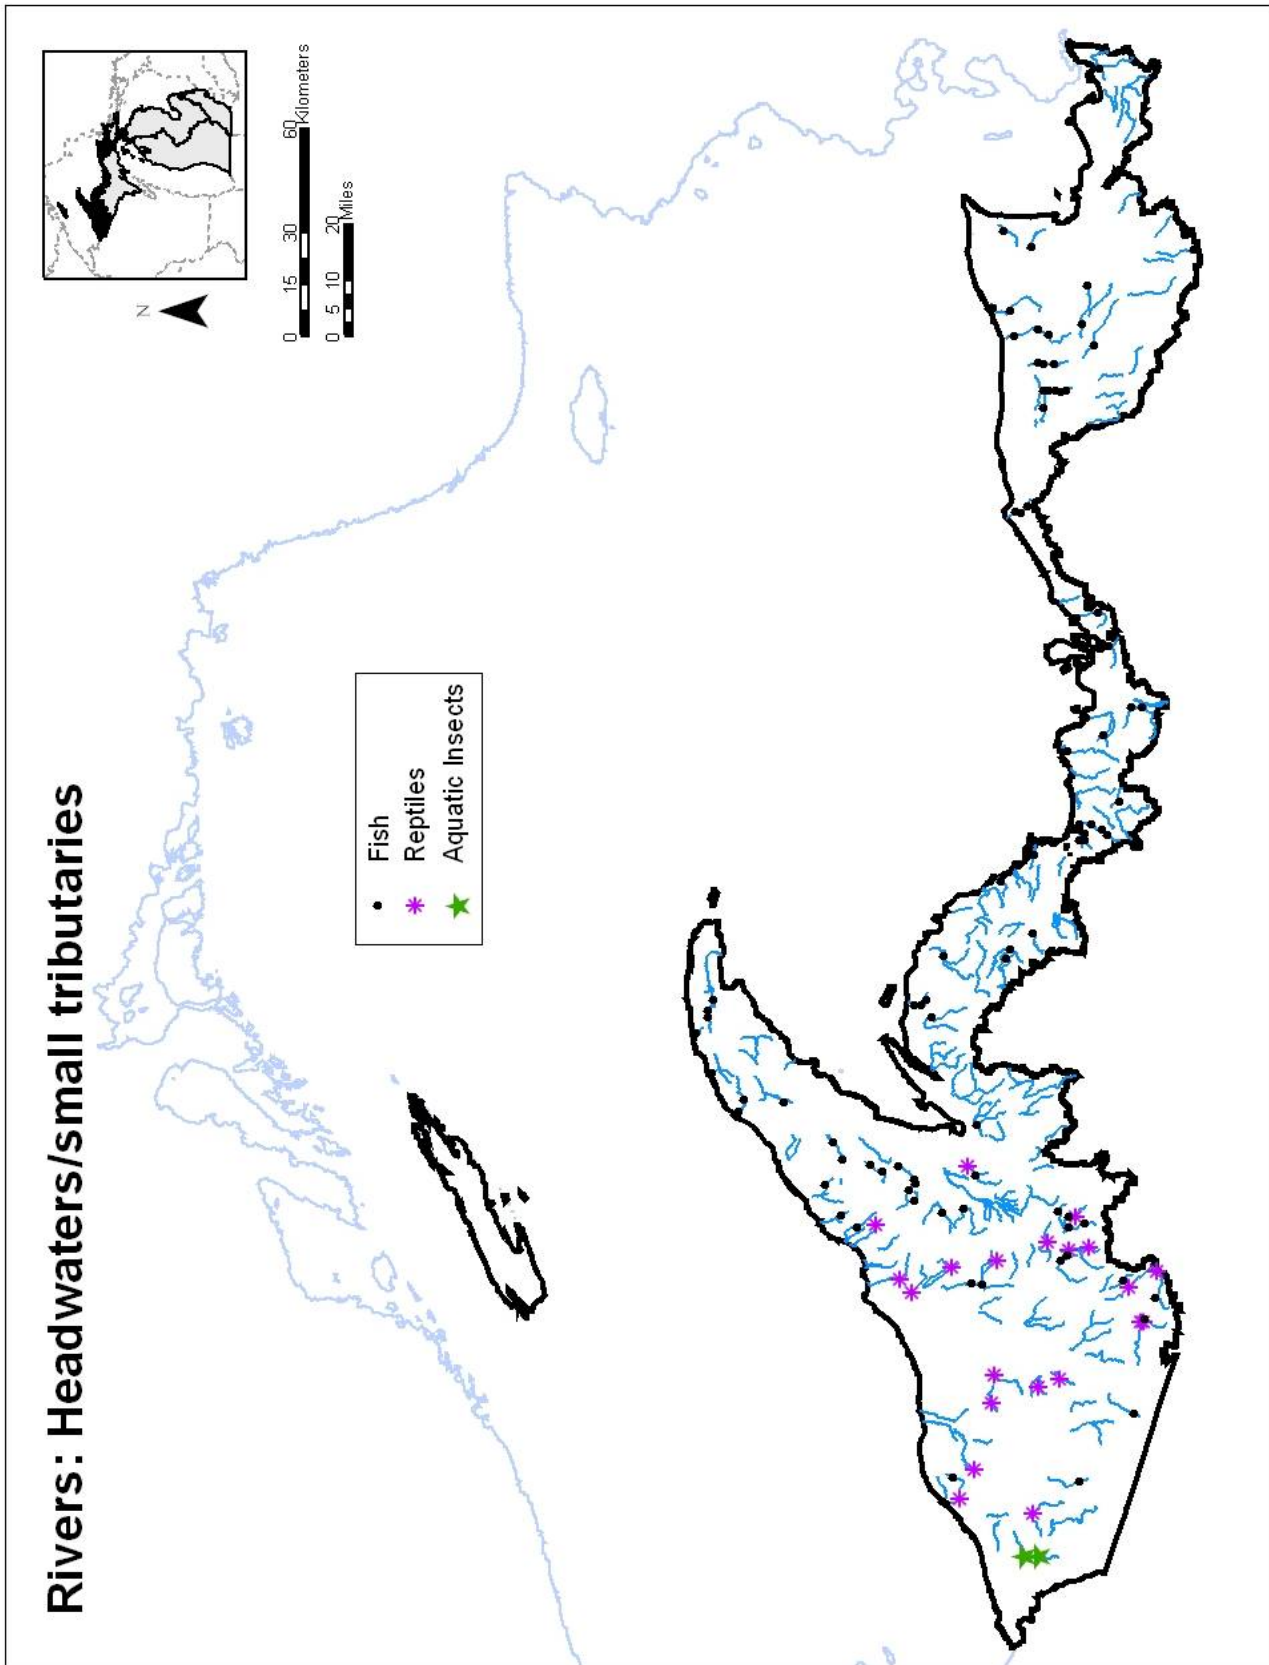 Rivers: Headwaters/small tributaries
N
0 15 30 60
Kilometers
0 5 10 20
Miles
Fish
Reptiles
Aquatic Insects